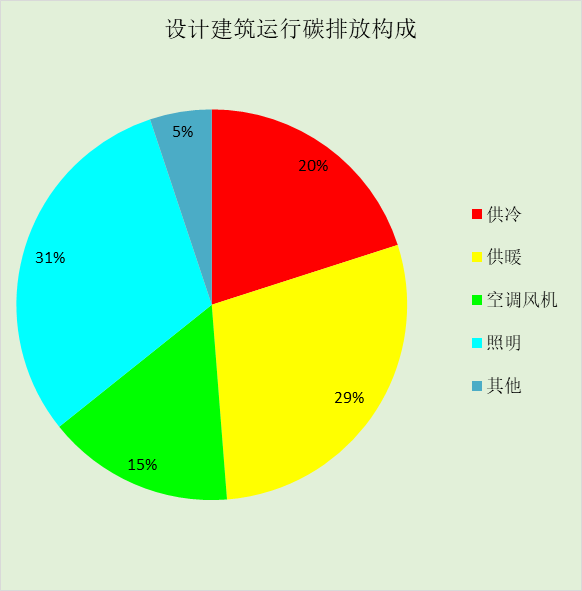 设计建筑运行碳排放构成
5%
20%
31%
29%
15%
供冷
供暖
空调风机
照明
其他